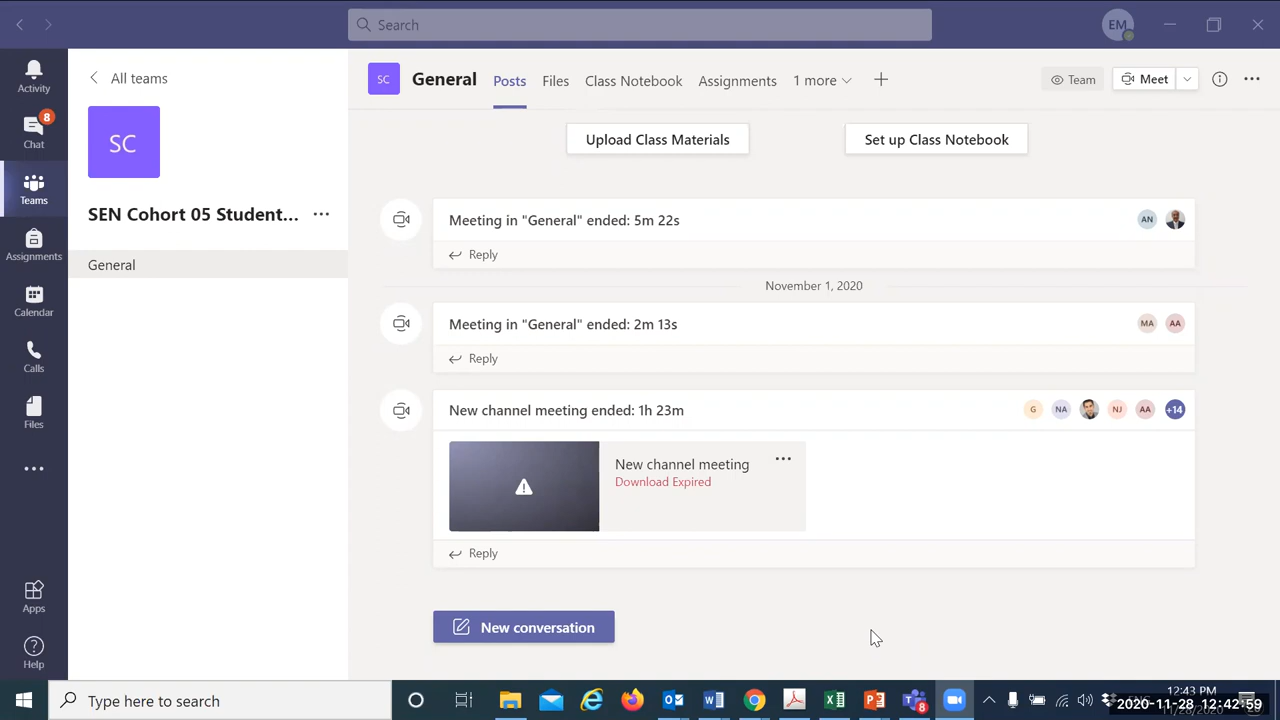 Search
EM
Activity
8
Chat
Teams
Assignments
Calendar
Calls
Files
Apps
Help
All teams
SC
SEN Cohort 05 Student...
General
SC
General
Posts
Files
Class Notebook
Assignments
1 more
Team
Meet
Upload Class Materials
Set up Class Notebook
Meeting in "General" ended: 5m 22s
AN
Reply
November 1, 2020
Meeting in "General" ended: 2m 13s
MA
AA
Reply
New channel meeting ended: 1h 23m
G
NA
NJ
AA
+14
New channel meeting
Download Expired
Reply
New conversation
Type here to search
8
12:43 PM
2020-11-28 12:42:59